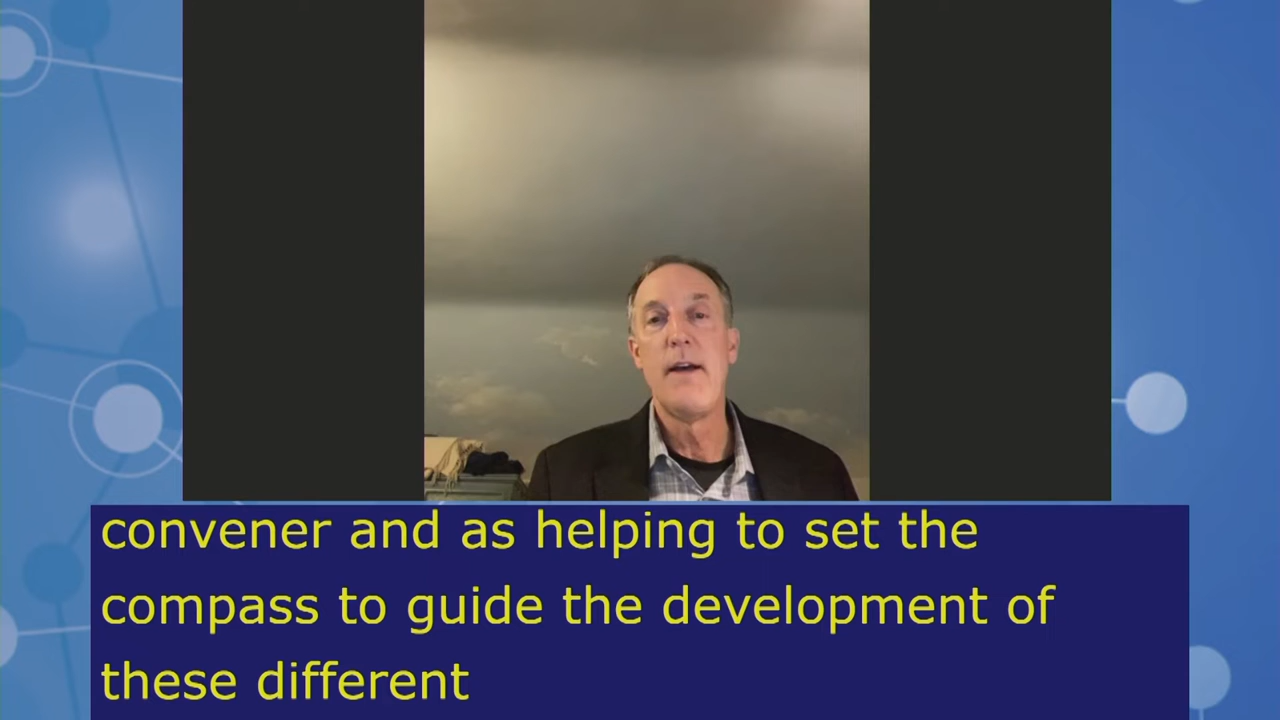 convener and as helping to set the
compass to guide the development of
these different